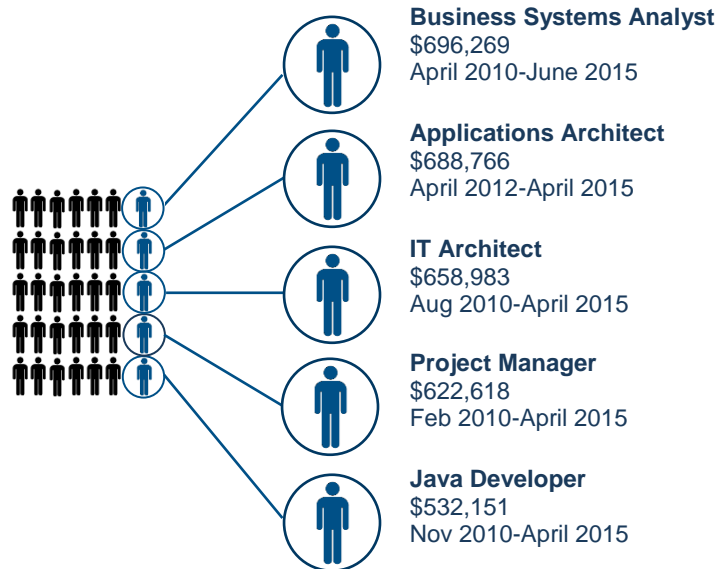 Business Systems Analyst
$696,269
April 2010-June 2015
Applications Architect
$688,766
April 2012-April 2015
IT Architect
$658,983
Aug 2010-April 2015
Project Manager
$622,618
Feb 2010-April 2015
Java Developer
$532,151
Nov 2010-April 2015